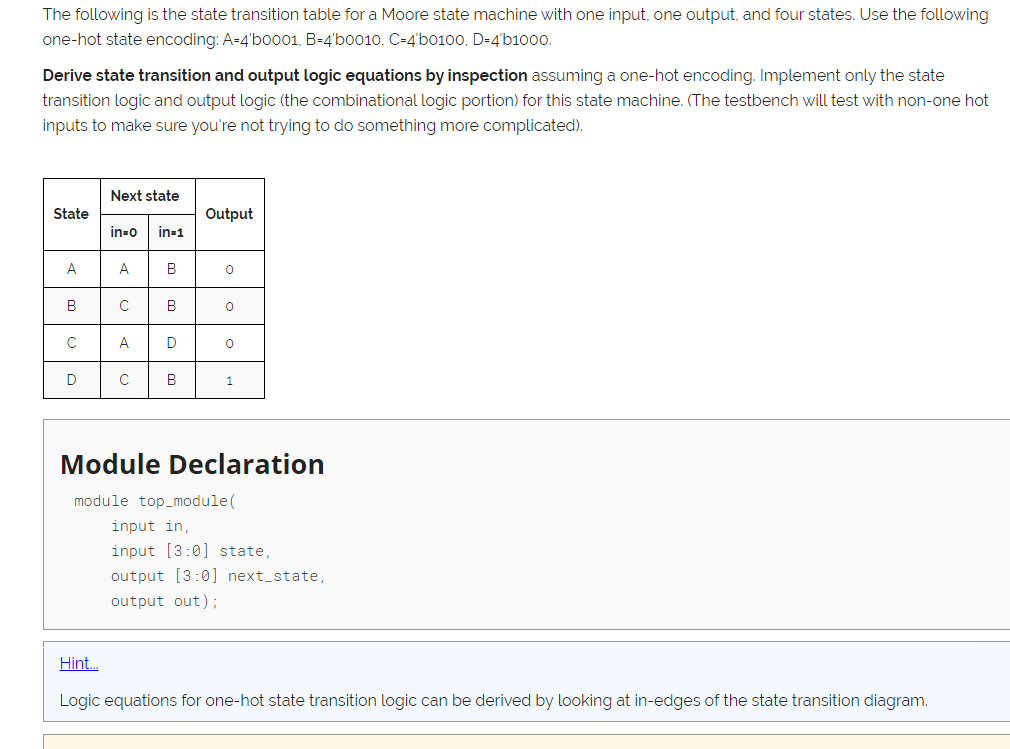 The following is the state transition table for a Moore state machine with one input, one output, and four states. Use the following
one-hot state encoding: A=4'b0001, B=4'b0010, C=4'b0100, D=4'b1000.
Derive state transition and output logic equations by inspection assuming a one-hot encoding. Implement only the state
transition logic and output logic (the combinational logic portion) for this state machine. (The testbench will test with non-one hot
inputs to make sure you're not trying to do something more complicated).
State Next state Output
in=0 in=1
A A B 0
B C B 0
C A D 0
D C B 1
Module Declaration
module top_module(
input in,
input [3:0] state,
output [3:0] next_state,
output out);
Hint...
Logic equations for one-hot state transition logic can be derived by looking at in-edges of the state transition diagram.